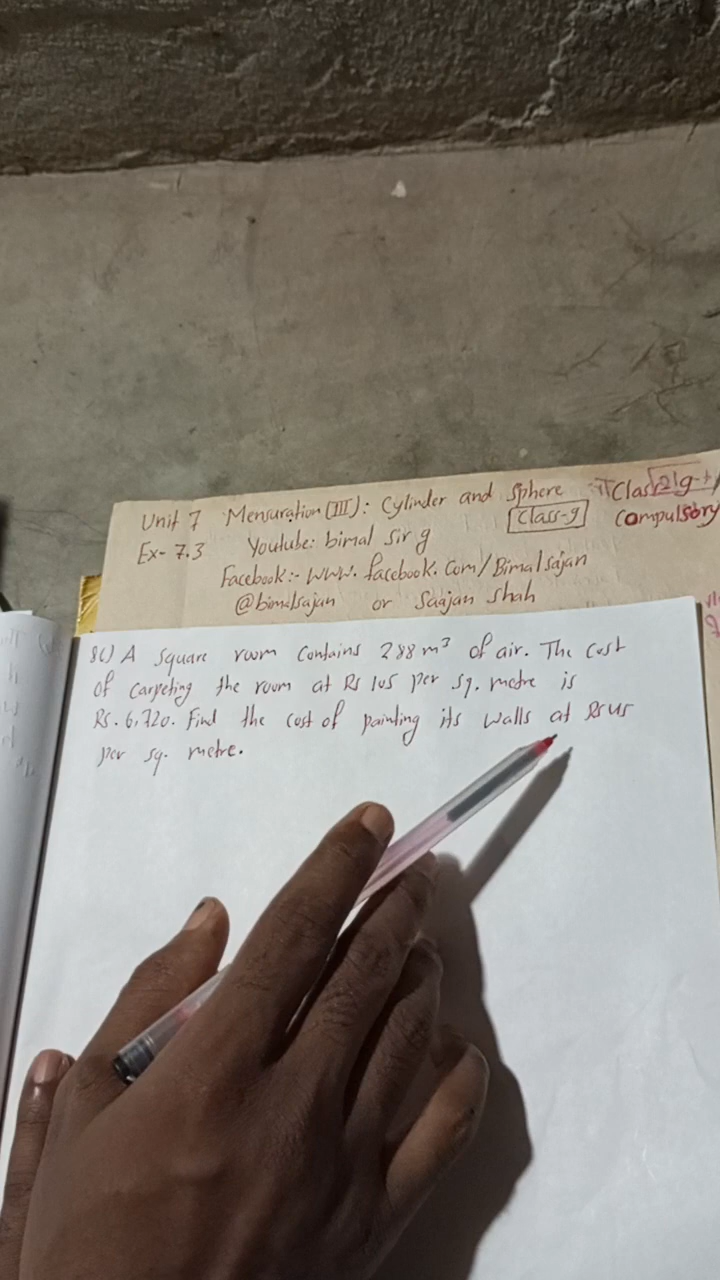 Unit 7 Mensuration (III): Cylinder and Sphere
Class-9 Compulsory
Ex- 7.3 Youtube: bimal sir g
Facebook:- WWW. facebook. Com/Bimalsajan
@bimalsajan or Saajan Shah
8c) A square room contains 288 m³ of air. The cost
of carpeting the room at Rs 105 per sq. metre is
Rs. 6,720. Find the cost of painting its walls at Rs 45
per sq. metre.